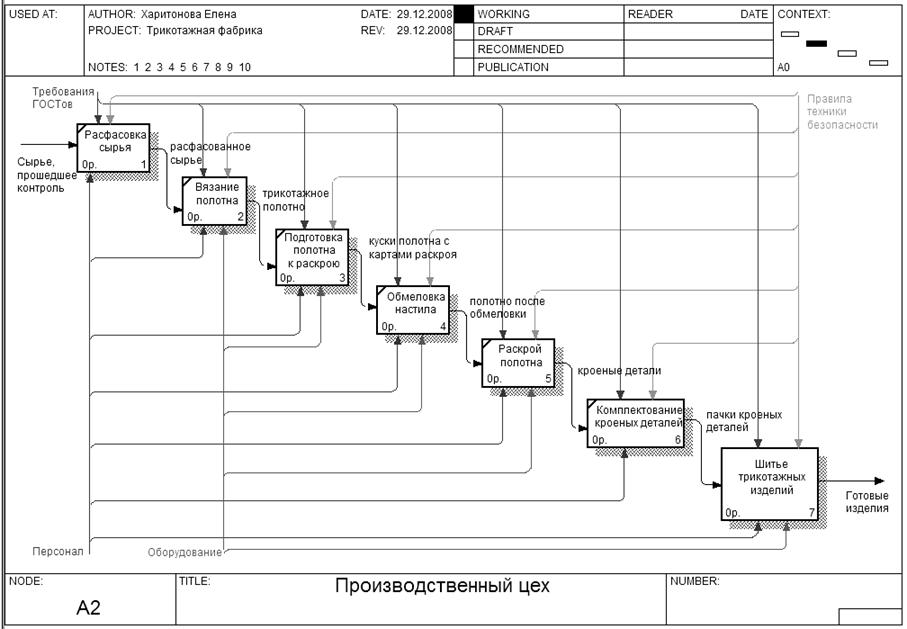 USED AT:
AUTHOR: Харитонова Елена
DATE: 29.12.2008
WORKING
READER
DATE
CONTEXT:
PROJECT: Трикотажная фабрика
REV: 29.12.2008
DRAFT
RECOMMENDED
NOTES: 1 2 3 4 5 6 7 8 9 10
PUBLICATION
A0
Требования
ГОСТов
Правила
техники
безопасности
Расфасовка
сырья
0р.
1
Сырье,
прошедшее
контроль
расфасованное
сырье
Вязание
полотна
0р.
2
трикотажное
полотно
Подготовка
полотна
к раскрою
0р.
3
куски полотна с
картами раскроя
Обмеловка
настила
0р.
4
полотно после
обмеловки
Раскрой
полотна
0р.
5
кроеные детали
Комплектование
кроеных деталей
0р.
6
пачки кроеных
деталей
Шитье
трикотажных
изделий
0р.
7
Готовые
изделия
Персонал
Оборудование
NODE:
TITLE:
NUMBER:
A2
Производственный цех